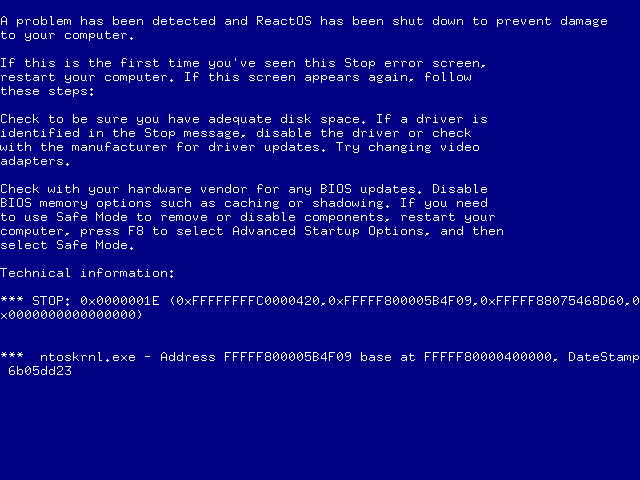 A problem has been detected and ReactOS has been shut down to prevent damage
to your computer.
If this is the first time you've seen this Stop error screen,
restart your computer. If this screen appears again, follow
these steps:
Check to be sure you have adequate disk space. If a driver is
identified in the Stop message, disable the driver or check
with the manufacturer for driver updates. Try changing video
adapters.
Check with your hardware vendor for any BIOS updates. Disable
BIOS memory options such as caching or shadowing. If you need
to use Safe Mode to remove or disable components, restart your
computer, press F8 to select Advanced Startup Options, and then
select Safe Mode.
Technical information:
*** STOP: 0x0000001E (0xFFFFFFFFC0000420,0xFFFFF800005B4F09,0xFFFFF88075468D60,0
x0000000000000000)
***  ntoskrnl.exe - Address FFFFF800005B4F09 base at FFFFF80000400000, DateStamp
6b05dd23